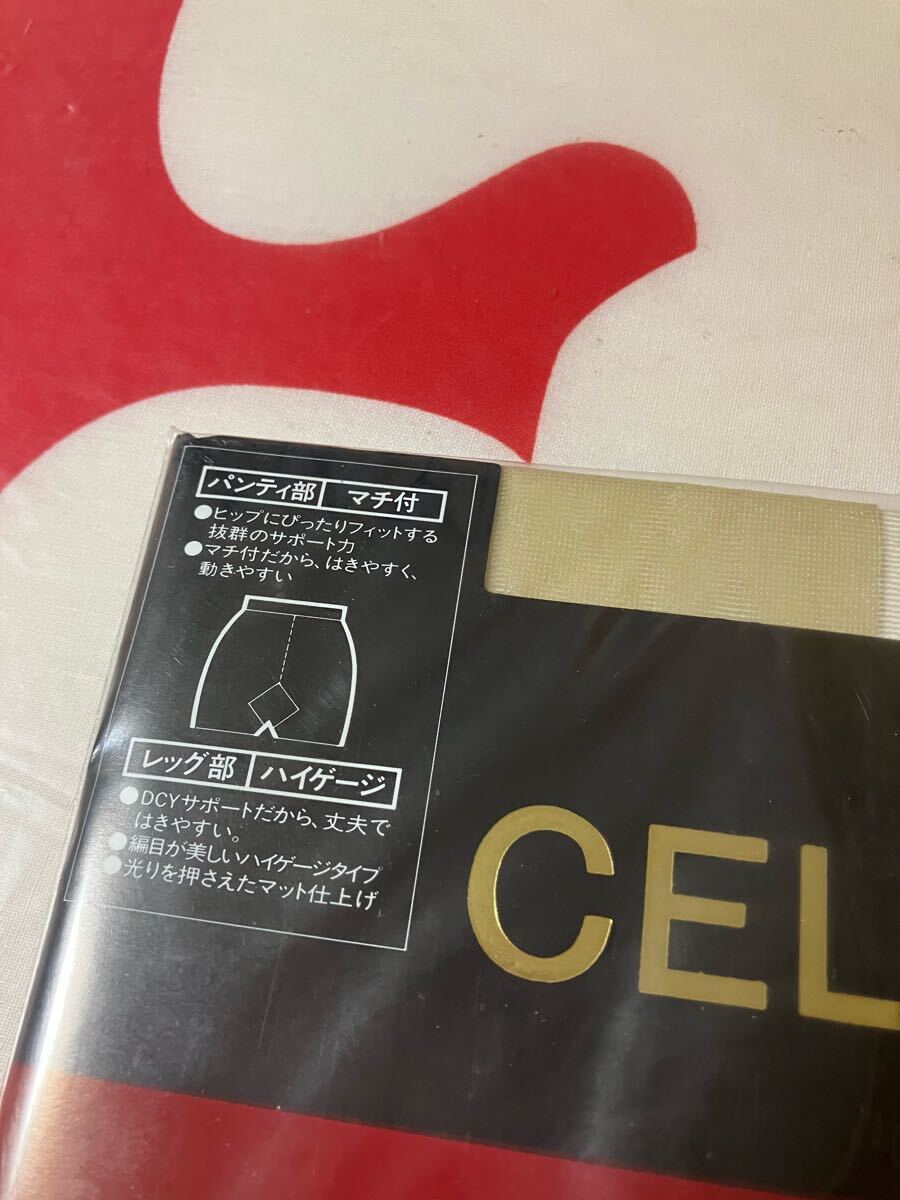 パンティ部 マチ付
●ヒップにぴったりフィットする
抜群のサポート力
●マチ付だから、はきやすく、
動きやすい
レッグ部 ハイゲージ
●DCYサポートだから、丈夫で
はきやすい。
●編目が美しいハイゲージタイプ
●光りを押さえたマット仕上げ
CEL